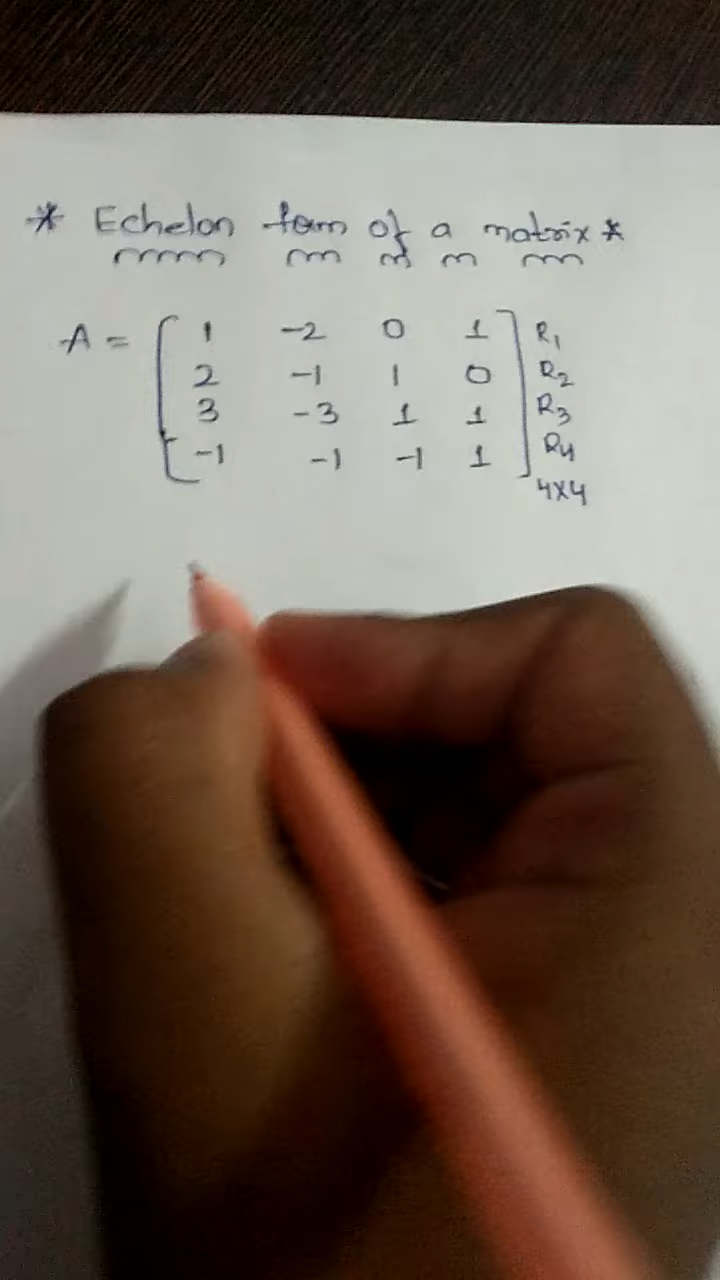 * Echelon form of a matrix *
A = [ 1 -2 0 1 ] R1
2 -1 1 0 R2
3 -3 1 1 R3
-1 -1 -1 1 R4
4x4